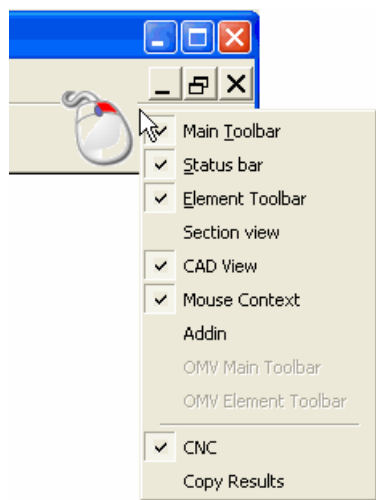 Main Toolbar
Status bar
Element Toolbar
Section view
CAD View
Mouse Context
Addin
OMV Main Toolbar
OMV Element Toolbar
CNC
Copy Results